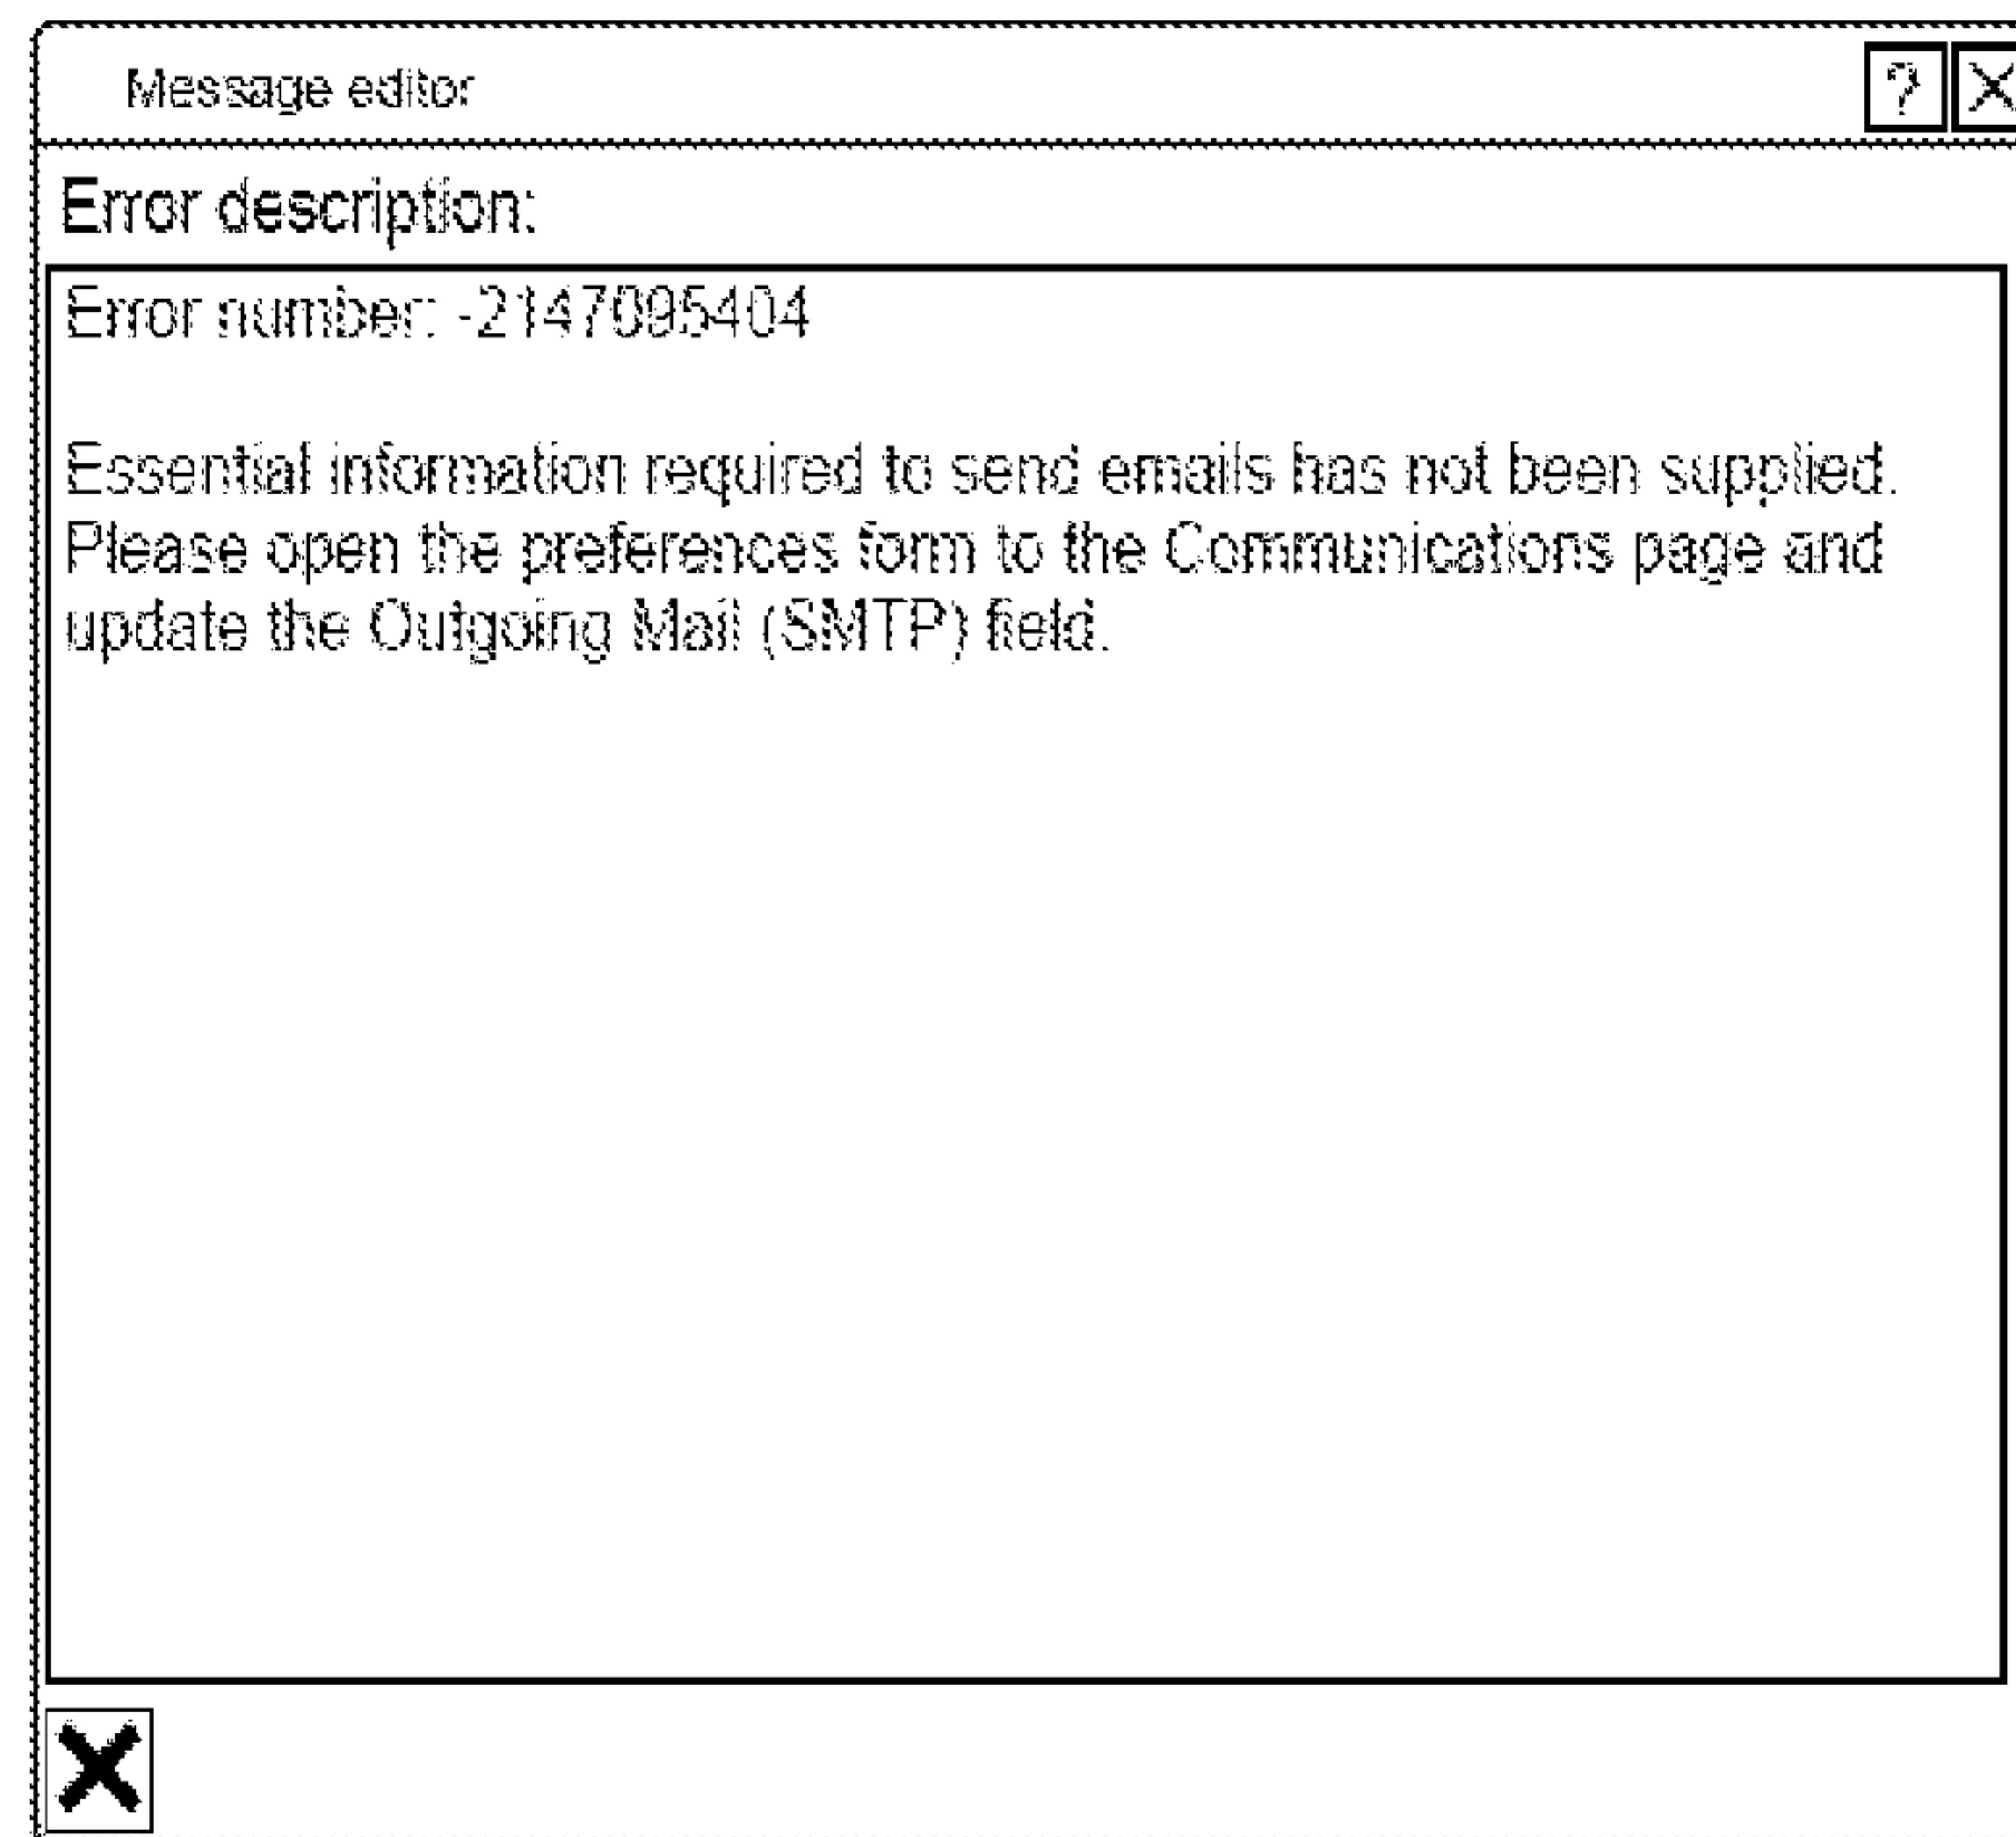 Message editor
Error description:
Error number: -2147095404
Essential information required to send emails has not been supplied.
Please open the preferences form to the Communications page and
update the Outgoing Mail (SMTP) field.